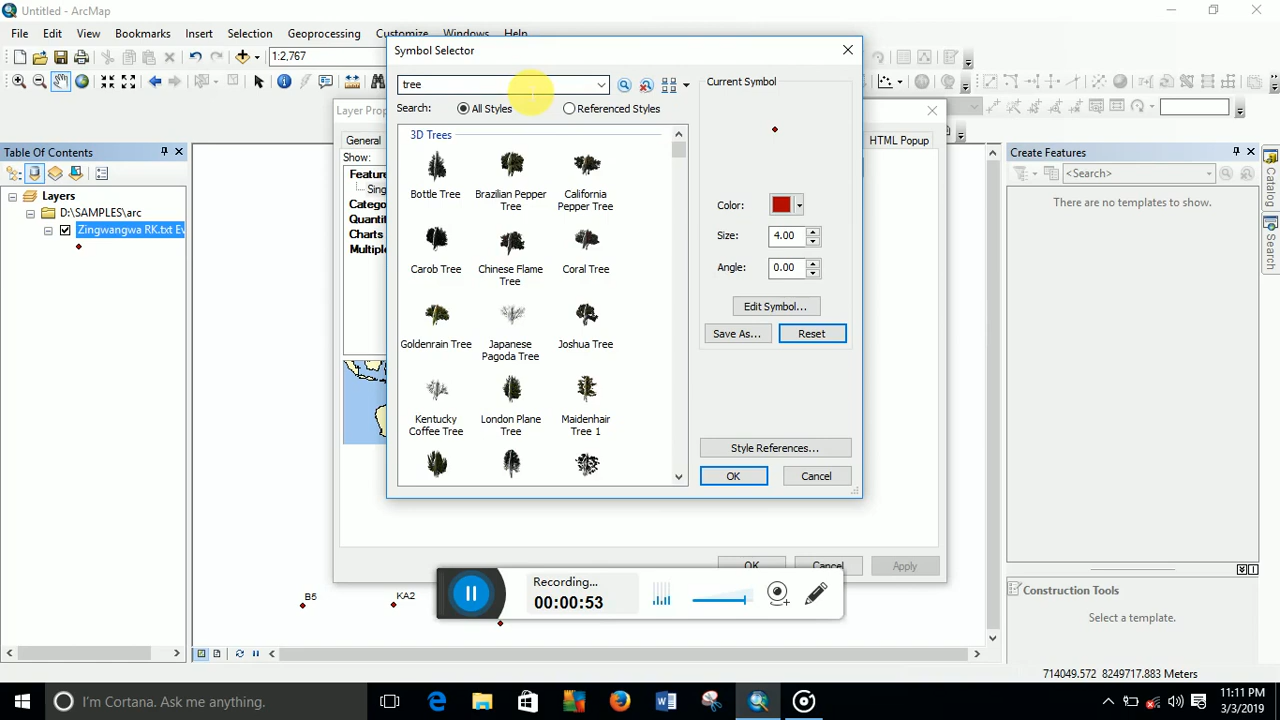 Untitled - ArcMap
File Edit View Bookmarks Insert Selection Geoprocessing Customize Windows Help
1:2,767
Symbol Selector
tree
Search: All Styles Referenced Styles
3D Trees
Bottle Tree
Brazilian Pepper
Tree
California
Pepper Tree
Carob Tree
Chinese Flame
Tree
Coral Tree
Goldenrain Tree
Japanese
Pagoda Tree
Joshua Tree
Kentucky
Coffee Tree
London Plane
Tree
Maidenhair
Tree 1
Current Symbol
Color:
Size: 4.00
Angle: 0.00
Edit Symbol...
Save As... Reset
Style References...
OK Cancel
Layer Prop
General
HTML Popup
Show:
Feature
Sing
Catego
Quantit
Charts
Multiple
OK Cancel Apply
Table Of Contents
Layers
D:\SAMPLES\arc
Zingwangwa RK.txt Ev
Create Features
<Search>
There are no templates to show.
Catalog
Search
Construction Tools
Select a template.
B5
KA2
Recording...
00:00:53
714049.572 8249717.883 Meters
I'm Cortana. Ask me anything.
11:11 PM
3/3/2019